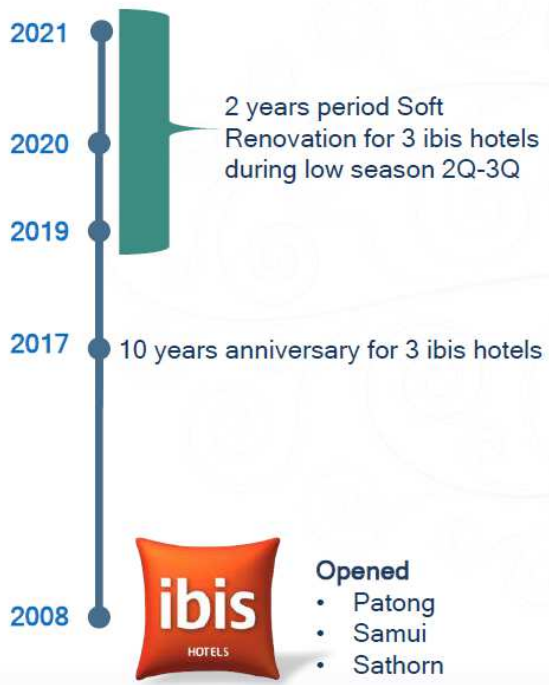 2021
2 years period Soft
Renovation for 3 ibis hotels
during low season 2Q-3Q
2020
2019
2017
10 years anniversary for 3 ibis hotels
2008
ibis
HOTELS
Opened
• Patong
• Samui
• Sathorn